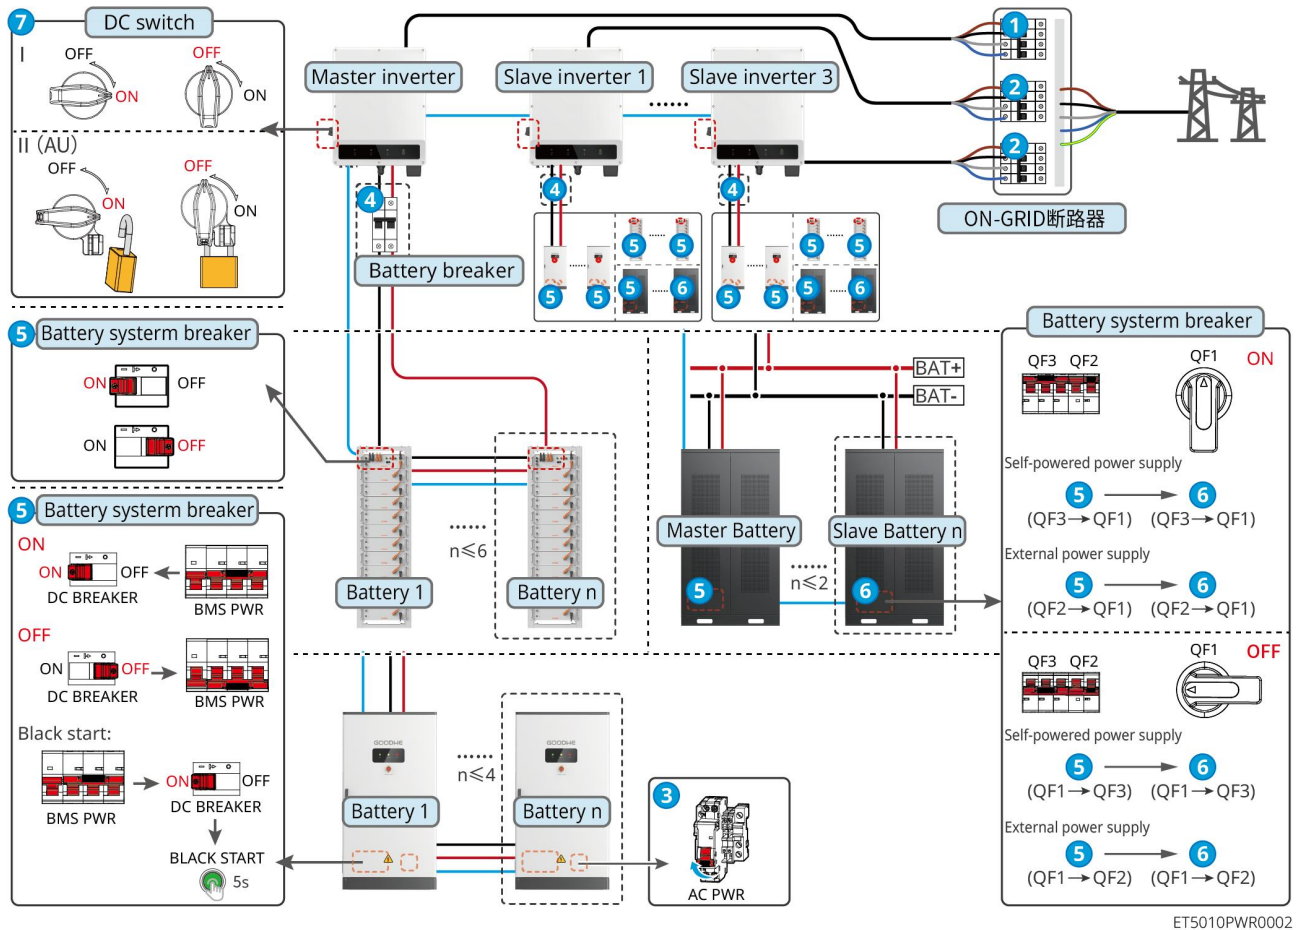 7
DC switch
I
OFF
ON
OFF
ON
II (AU)
OFF
ON
OFF
ON
Master inverter
Slave inverter 1
Slave inverter 3
......
1
2
2
ON-GRID断路器
4
Battery breaker
4
4
5
......
5
5
......
5
5
......
6
5
......
5
5
......
5
5
......
6
5
Battery systerm breaker
ON
OFF
ON
OFF
5
Battery systerm breaker
ON
ON
OFF
DC BREAKER
BMS PWR
OFF
ON
OFF
DC BREAKER
BMS PWR
Black start:
BMS PWR
ON
OFF
DC BREAKER
BLACK START
5s
......
n≤6
Battery 1
Battery n
BAT+
BAT-
Master Battery
Slave Battery n
......
n≤2
5
6
GOODWE
GOODWE
......
n≤4
Battery 1
Battery n
3
AC PWR
Battery systerm breaker
QF3
QF2
QF1
ON
Self-powered power supply
5
6
(QF3→QF1)
(QF3→QF1)
External power supply
5
6
(QF2→QF1)
(QF2→QF1)
QF3
QF2
QF1
OFF
Self-powered power supply
5
6
(QF1→QF3)
(QF1→QF3)
External power supply
5
6
(QF1→QF2)
(QF1→QF2)
ET5010PWR0002